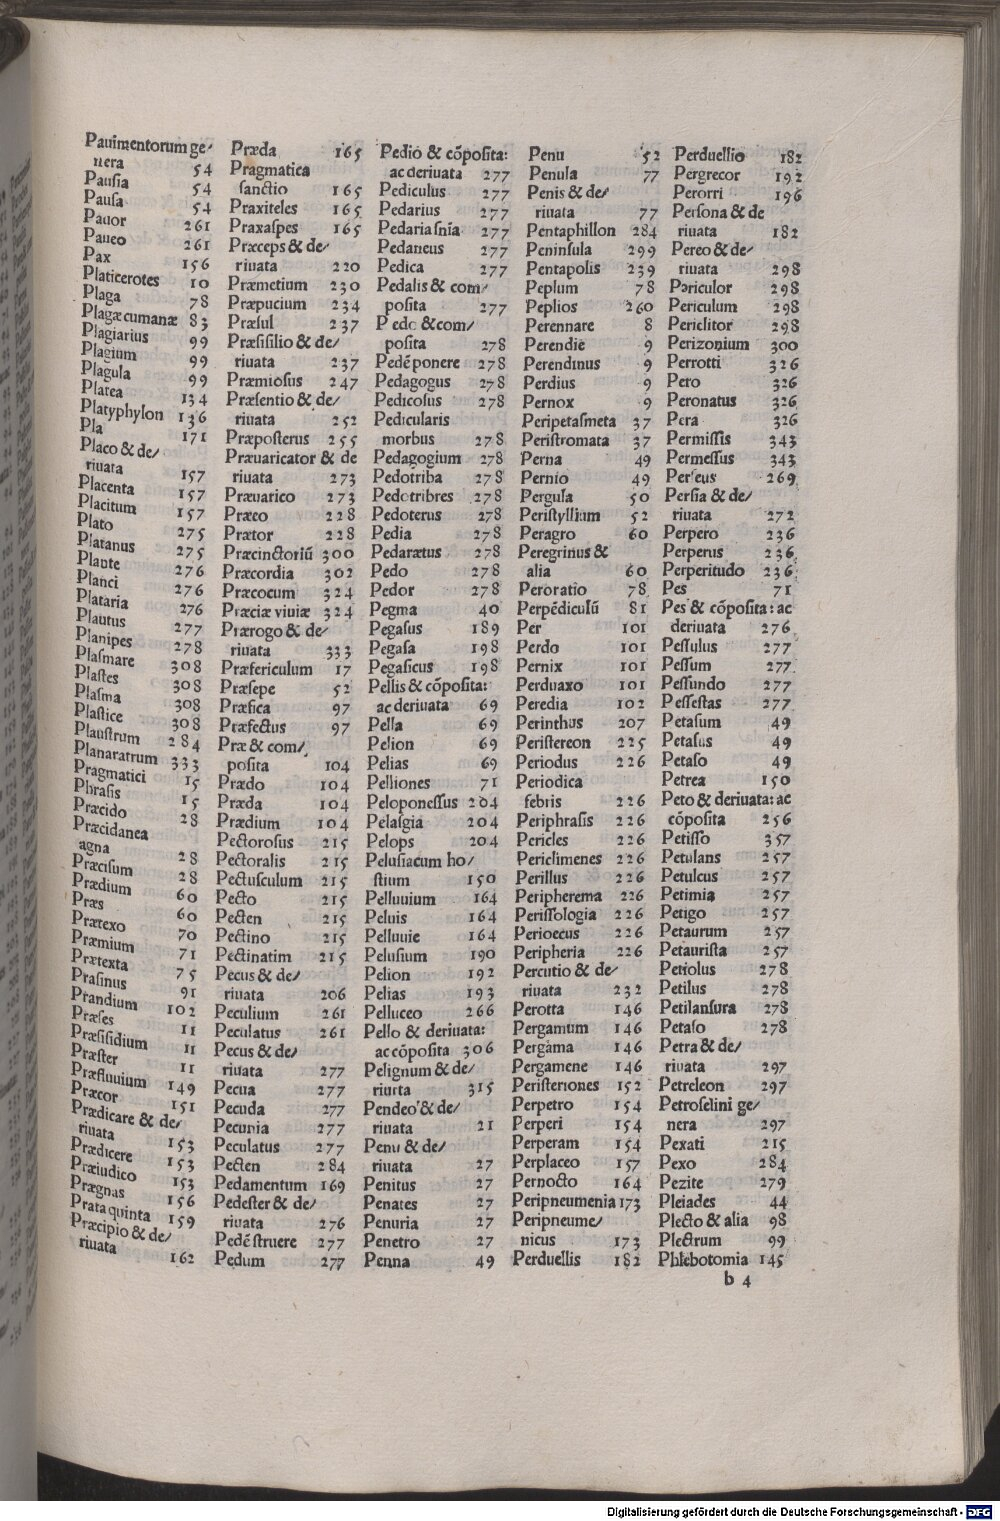 Pauimentorum ge/
nera 54
Pausia 54
Pausa 54
Pauor 261
Paueo 261
Pax 156
Platicerotes 10
Plaga 78
Plagæ cumanæ 83
Plagiarius 99
Plagium 99
Plagula 99
Platea 134
Platyphylon 136
Pla 171
Placo & de/
riuata 157
Placenta 157
Placitum 157
Plato 275
Platanus 275
Plante 276
Planci 276
Plataria 276
Plautus 277
Planipes 278
Plasmare 308
Plastes 308
Plasma 308
Plastice 308
Plaustrum 284
Planaratrum 333
Pragmatici 15
Phrasis 15
Præcido 28
Præcidanea
agna 28
Præcisum 28
Prædium 60
Præs 60
Prætexo 70
Præmium 71
Prætexta 75
Prasinus 91
Prandium 102
Præses 11
Præsisidium 11
Præster 11
Præfluuium 149
Præcor 151
Prædicare & de/
riuata 153
Prædicere 153
Præiudico 153
Prægnas 156
Prata quinta 159
Præcipio & de/
riuata 162
Præda 165
Pragmatica
sanctio 165
Praxiteles 165
Praxaspes 165
Præceps & de/
riuata 220
Præmetium 230
Præpucium 234
Præsul 237
Præsisilio & de/
riuata 237
Præmiosus 247
Præsentio & de/
riuata 252
Præposterus 255
Præuaricator & de
riuata 273
Præuarico 273
Præco 228
Prætor 228
Præcinctoriũ 300
Præcordia 302
Præcocum 324
Præciæ viuiæ 324
Prærogo & de/
riuata 333
Præfericulum 17
Præsepe 52
Præfica 97
Præfectus 97
Præ & com/
posita 104
Prædo 104
Præda 104
Prædium 104
Pectorosus 215
Pectoralis 215
Pectusculum 215
Pecto 215
Pecten 215
Pectino 215
Pectinatim 215
Pecus & de/
riuata 206
Peculium 261
Peculatus 261
Pecus & de/
riuata 277
Pecua 277
Pecuda 277
Pecunia 277
Peculatus 277
Pecten 284
Pedamentum 169
Pedester & de/
riuata 276
Pedē struere 277
Pedum 277
Pedio & cõposita:
ac deriuata 277
Pediculus 277
Pedarius 277
Pedaria snīa 277
Pedaneus 277
Pedica 277
Pedalis & com/
posita 277
Pedo & com/
posita 278
Pedē ponere 278
Pedagogus 278
Pedicosus 278
Pedicularis
morbus 278
Pedagogium 278
Pedotriba 278
Pedotribes 278
Pedoterus 278
Pedia 278
Pedarætus 278
Pedo 278
Pedor 278
Pegma 40
Pegasus 189
Pegasa 198
Pegasicus 198
Pellis & cõposita:
ac deriuata 69
Pella 69
Pelion 69
Pelias 69
Pelliones 71
Peloponessus 204
Pelasgia 204
Pelops 204
Pelusiacum ho/
stium 150
Pelluuium 164
Peluis 164
Pelluuie 164
Pelusium 190
Pelion 192
Pelias 193
Pelluceo 266
Pello & deriuata:
ac cõposita 306
Pelignum & de/
riurta 315
Pendeo & de/
riuata 21
Penu & de/
riuata 27
Penitus 27
Penates 27
Penuria 27
Penetro 27
Penna 49
Penu 52
Penula 77
Penis & de/
riuata 77
Pentaphillon 284
Peninsula 299
Pentapolis 239
Peplum 78
Peplios 260
Perennare 8
Perendie 9
Perendinus 9
Perdius 9
Pernox 9
Peripetasmeta 37
Peristromata 37
Perna 49
Pernio 49
Pergula 50
Peristyllium 52
Peragro 60
Peregrinus &
alia 60
Peroratio 78
Perpēdiculũ 81
Per 101
Perdo 101
Pernix 101
Perduaxo 101
Peredia 102
Perinthus 207
Peristereon 225
Periodus 226
Periodica
febris 226
Periphrasis 226
Pericles 226
Periclimenes 226
Perillus 226
Peripherema 226
Perissologia 226
Perioecus 226
Peripheria 226
Percutio & de/
riuata 232
Perotta 146
Pergamum 146
Pergāma 146
Pergamene 146
Peristeriones 152
Perpetro 154
Perperi 154
Perperam 154
Perplaceo 157
Pernocto 164
Peripneumenia 173
Peripneume/
nicus 173
Perduellis 182
Perduellio 182
Pergrecor 192
Perorri 196
Persona & de
riuata 182
Pereo & de/
riuata 298
Periculor 298
Periculum 298
Periclitor 298
Perizonium 300
Perrotti 326
Pero 326
Peronatus 326
Pera 326
Permissis 343
Permessus 343
Perseus 269
Persia & de/
riuata 272
Perpero 236
Perperus 236
Perperitudo 236
Pes 71
Pes & cõposita: ac
deriuata 276
Pessulus 277
Pessum 277
Pessundo 277
Pessestas 277
Petasum 49
Petasus 49
Petaso 49
Petrea 150
Peto & deriuata: ac
cõposita 256
Petisso 357
Petulans 257
Petulcus 257
Petimia 257
Petigo 257
Petaurum 257
Petaurista 257
Petiolus 278
Petilus 278
Petilansura 278
Petaso 278
Petra & de/
riuata 297
Petreleon 297
Petroselini ge/
nera 297
Pexati 215
Pexo 284
Pezite 279
Pleiades 44
Plecto & alia 98
Plectrum 99
Phlebotomia 145
b 4
Digitalisierung gefördert durch die Deutsche Forschungsgemeinschaft - DFG